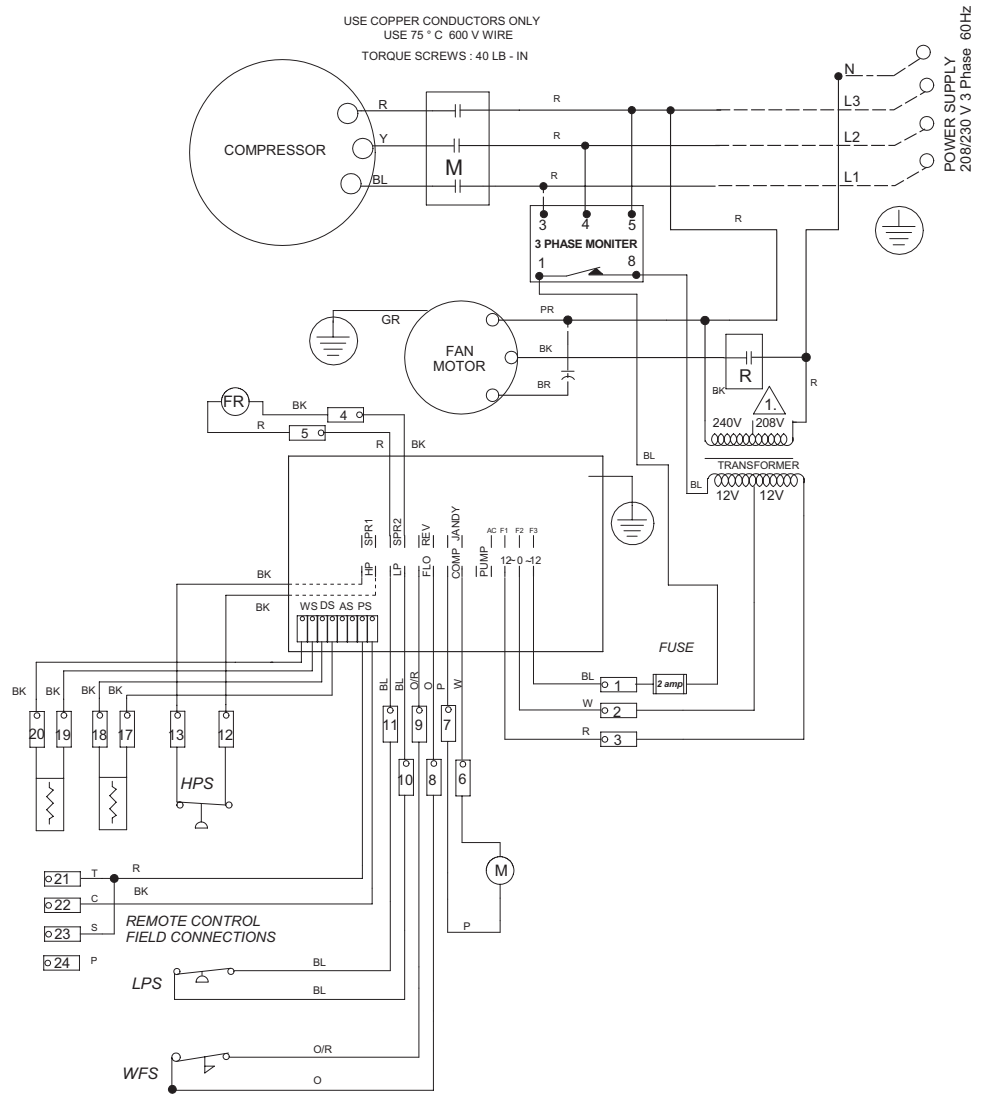 USE COPPER CONDUCTORS ONLY
USE 75 ° C 600 V WIRE
TORQUE SCREWS : 40 LB - IN
POWER SUPPLY
208/230 V 3 Phase 60Hz
N
L3
L2
L1
COMPRESSOR
R
Y
BL
M
R
R
R
R
3 4 5
3 PHASE MONITER
1 8
GR
FAN
MOTOR
PR
BK
BR
R
BK
R
1.
240V 208V
TRANSFORMER
12V 12V
BL
BL
FR
BK
R
4
5
R BK
SPR1
SPR2
REV
JANDY
HP
LP
FLO
COMP
PUMP
AC F1 F2 F3
12~ 0 ~12
BK
BK
WS DS AS PS
FUSE
BL 1 2 amp
W 2
R 3
BK BK BK BK
20 19 18 17 13 12
HPS
BL BL O/R O P W
11 9 7
10 8 6
M
P
21 T R
22 C BK
23 S
24 P
REMOTE CONTROL
FIELD CONNECTIONS
LPS
BL
BL
WFS
O/R
O